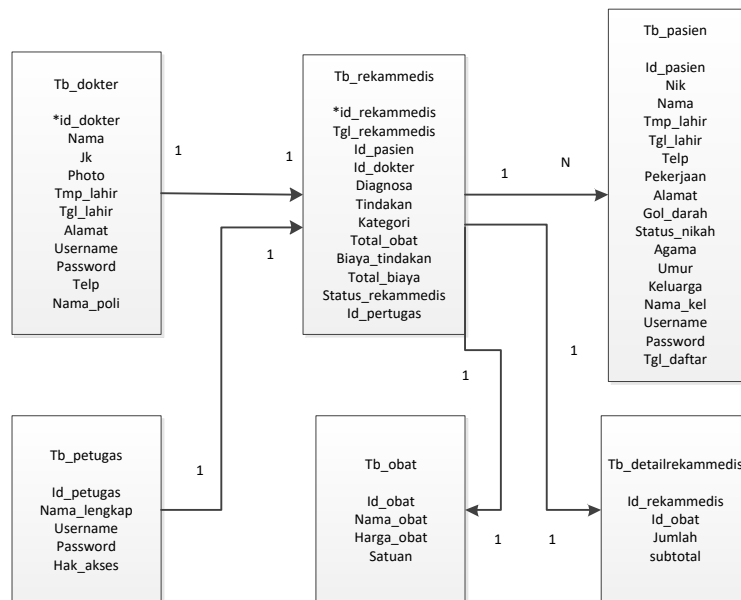 Tb_dokter
*id_dokter
Nama
Jk
Photo
Tmp_lahir
Tgl_lahir
Alamat
Username
Password
Telp
Nama_poli
1
1
Tb_rekammedis
*id_rekammedis
Tgl_rekammedis
Id_pasien
Id_dokter
Diagnosa
Tindakan
Kategori
Total_obat
Biaya_tindakan
Total_biaya
Status_rekammedis
Id_pertugas
1
N
Tb_pasien
Id_pasien
Nik
Nama
Tmp_lahir
Tgl_lahir
Telp
Pekerjaan
Alamat
Gol_darah
Status_nikah
Agama
Umur
Keluarga
Nama_kel
Username
Password
Tgl_daftar
1
1
1
1
Tb_petugas
Id_petugas
Nama_lengkap
Username
Password
Hak_akses
Tb_obat
Id_obat
Nama_obat
Harga_obat
Satuan
1
1
Tb_detailrekammedis
Id_rekammedis
Id_obat
Jumlah
subtotal